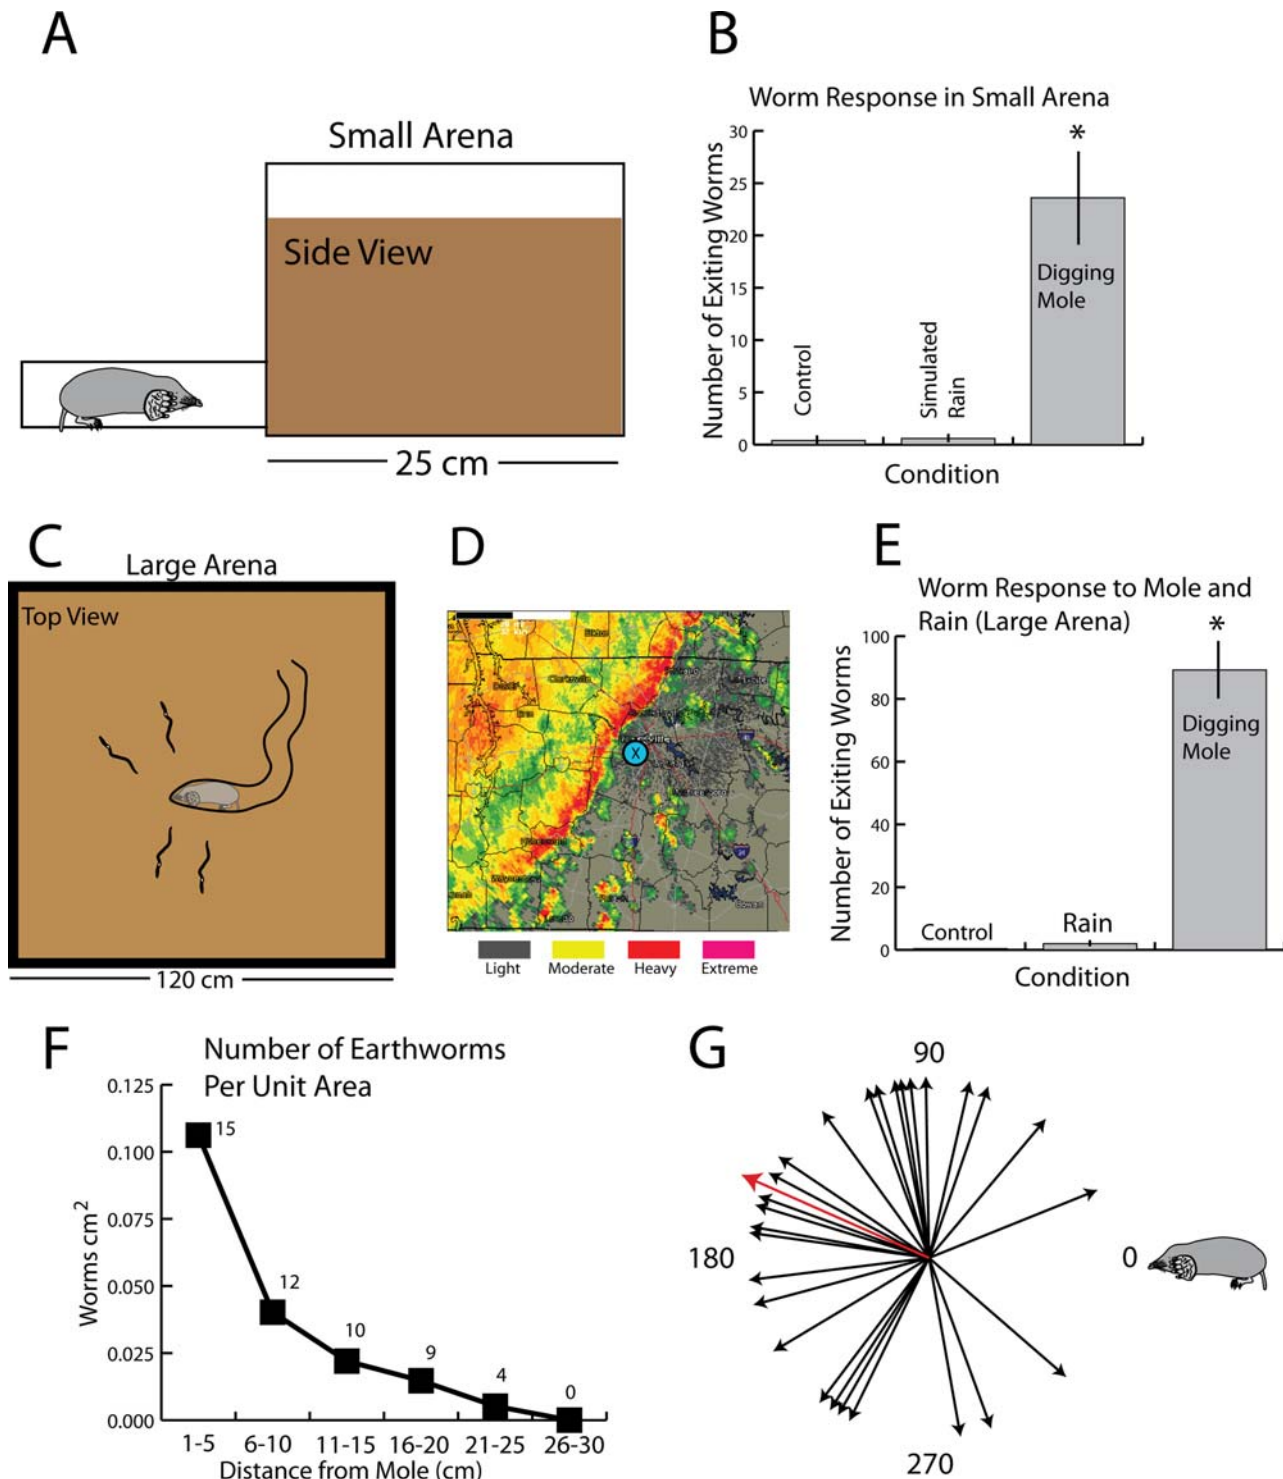 A
Small Arena
Side View
25 cm
B
Worm Response in Small Arena
Number of Exiting Worms
30
25
20
15
10
5
0
Control
Simulated
Rain
*
Digging
Mole
Condition
C
Large Arena
Top View
120 cm
D
Clarksville
X
Light
Moderate
Heavy
Extreme
E
Worm Response to Mole and
Rain (Large Arena)
Number of Exiting Worms
100
80
60
40
20
0
Control
Rain
*
Digging
Mole
Condition
F
Number of Earthworms
Per Unit Area
Worms cm2
0.125
0.100
0.075
0.050
0.025
0.000
15
12
10
9
4
0
1-5 6-10 11-15 16-20 21-25 26-30
Distance from Mole (cm)
G
90
180
0
270